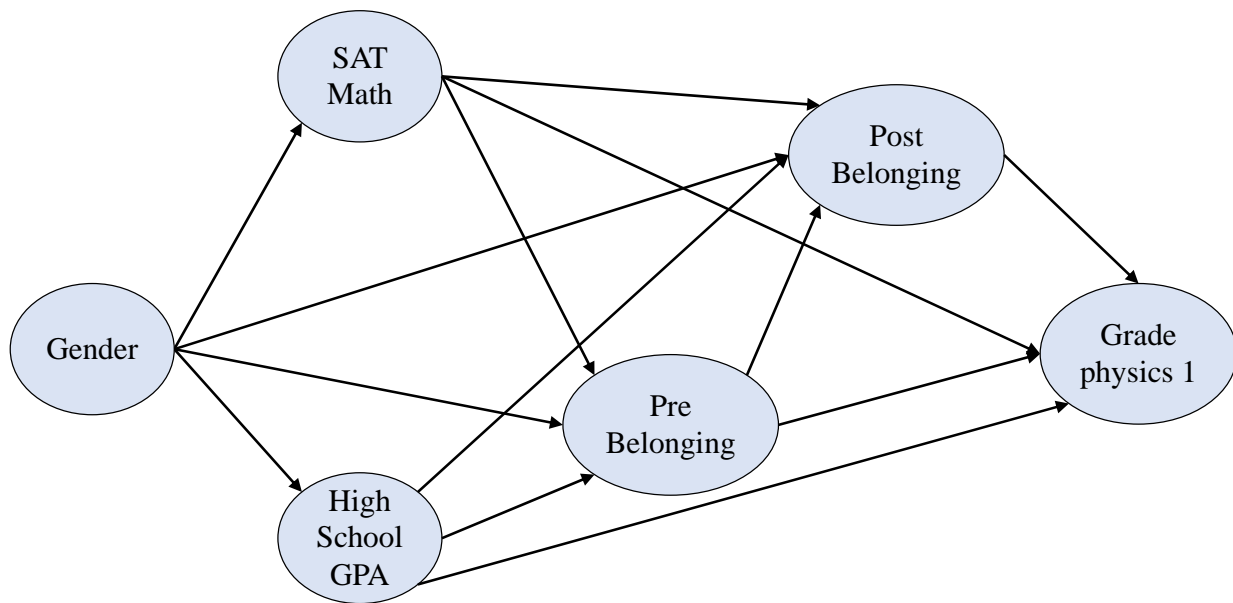 SAT
Math
Post
Belonging
Gender
Grade
physics 1
Pre
Belonging
High
School
GPA